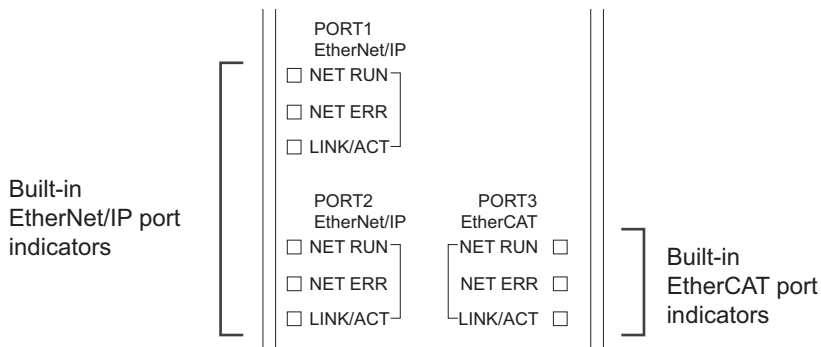 PORT1
EtherNet/IP
NET RUN
NET ERR
LINK/ACT
Built-in
EtherNet/IP port
indicators
PORT2
EtherNet/IP
NET RUN
NET ERR
LINK/ACT
PORT3
EtherCAT
NET RUN
NET ERR
LINK/ACT
Built-in
EtherCAT port
indicators